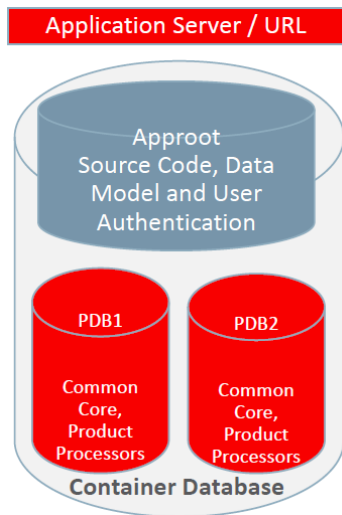 Application Server / URL
Approot
Source Code, Data
Model and User
Authentication
PDB1
Common
Core,
Product
Processors
PDB2
Common
Core,
Product
Processors
Container Database